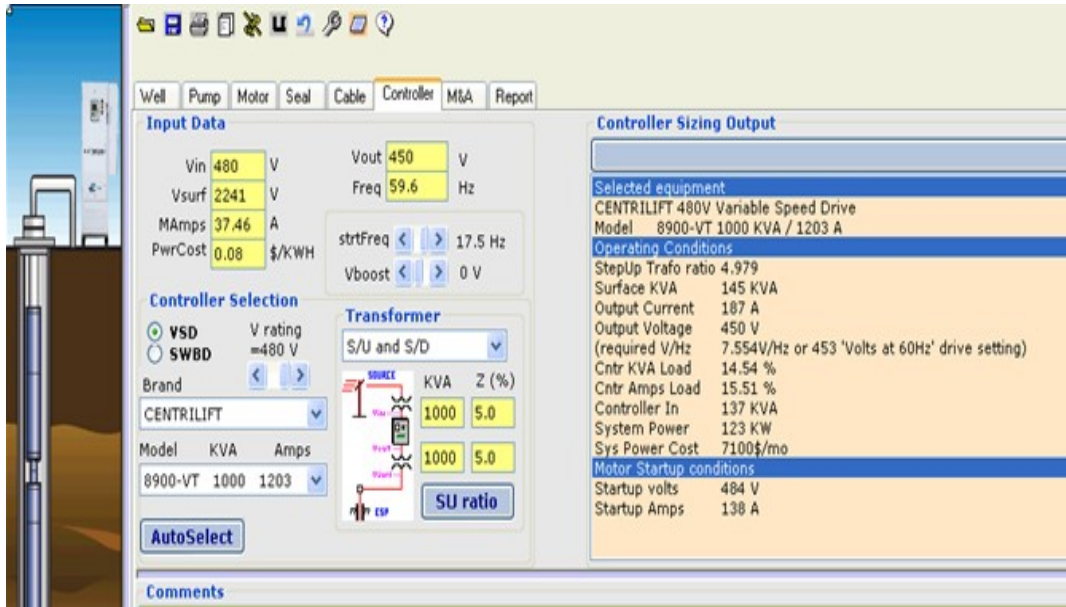 Well Pump Motor Seal Cable Controller M&A Report
Input Data
Vin 480 V
Vsurf 2241 V
MAmps 37.46 A
PwrCost 0.08 $/KWH
Vout 450 V
Freq 59.6 Hz
strtFreq 17.5 Hz
Vboost 0 V
Controller Selection
VSD
SWBD
V rating
=480 V
Brand
CENTRILIFT
Model KVA Amps
8900-VT 1000 1203
AutoSelect
Transformer
S/U and S/D
SOURCE
KVA Z (%)
1000 5.0
1000 5.0
ESP
SU ratio
Controller Sizing Output
Selected equipment
CENTRILIFT 480V Variable Speed Drive
Model 8900-VT 1000 KVA / 1203 A
Operating Conditions
StepUp Trafo ratio 4.979
Surface KVA 145 KVA
Output Current 187 A
Output Voltage 450 V
(required V/Hz 7.554V/Hz or 453 'Volts at 60Hz' drive setting)
Cntr KVA Load 14.54 %
Cntr Amps Load 15.51 %
Controller In 137 KVA
System Power 123 KW
Sys Power Cost 7100$/mo
Motor Startup conditions
Startup volts 484 V
Startup Amps 138 A
Comments